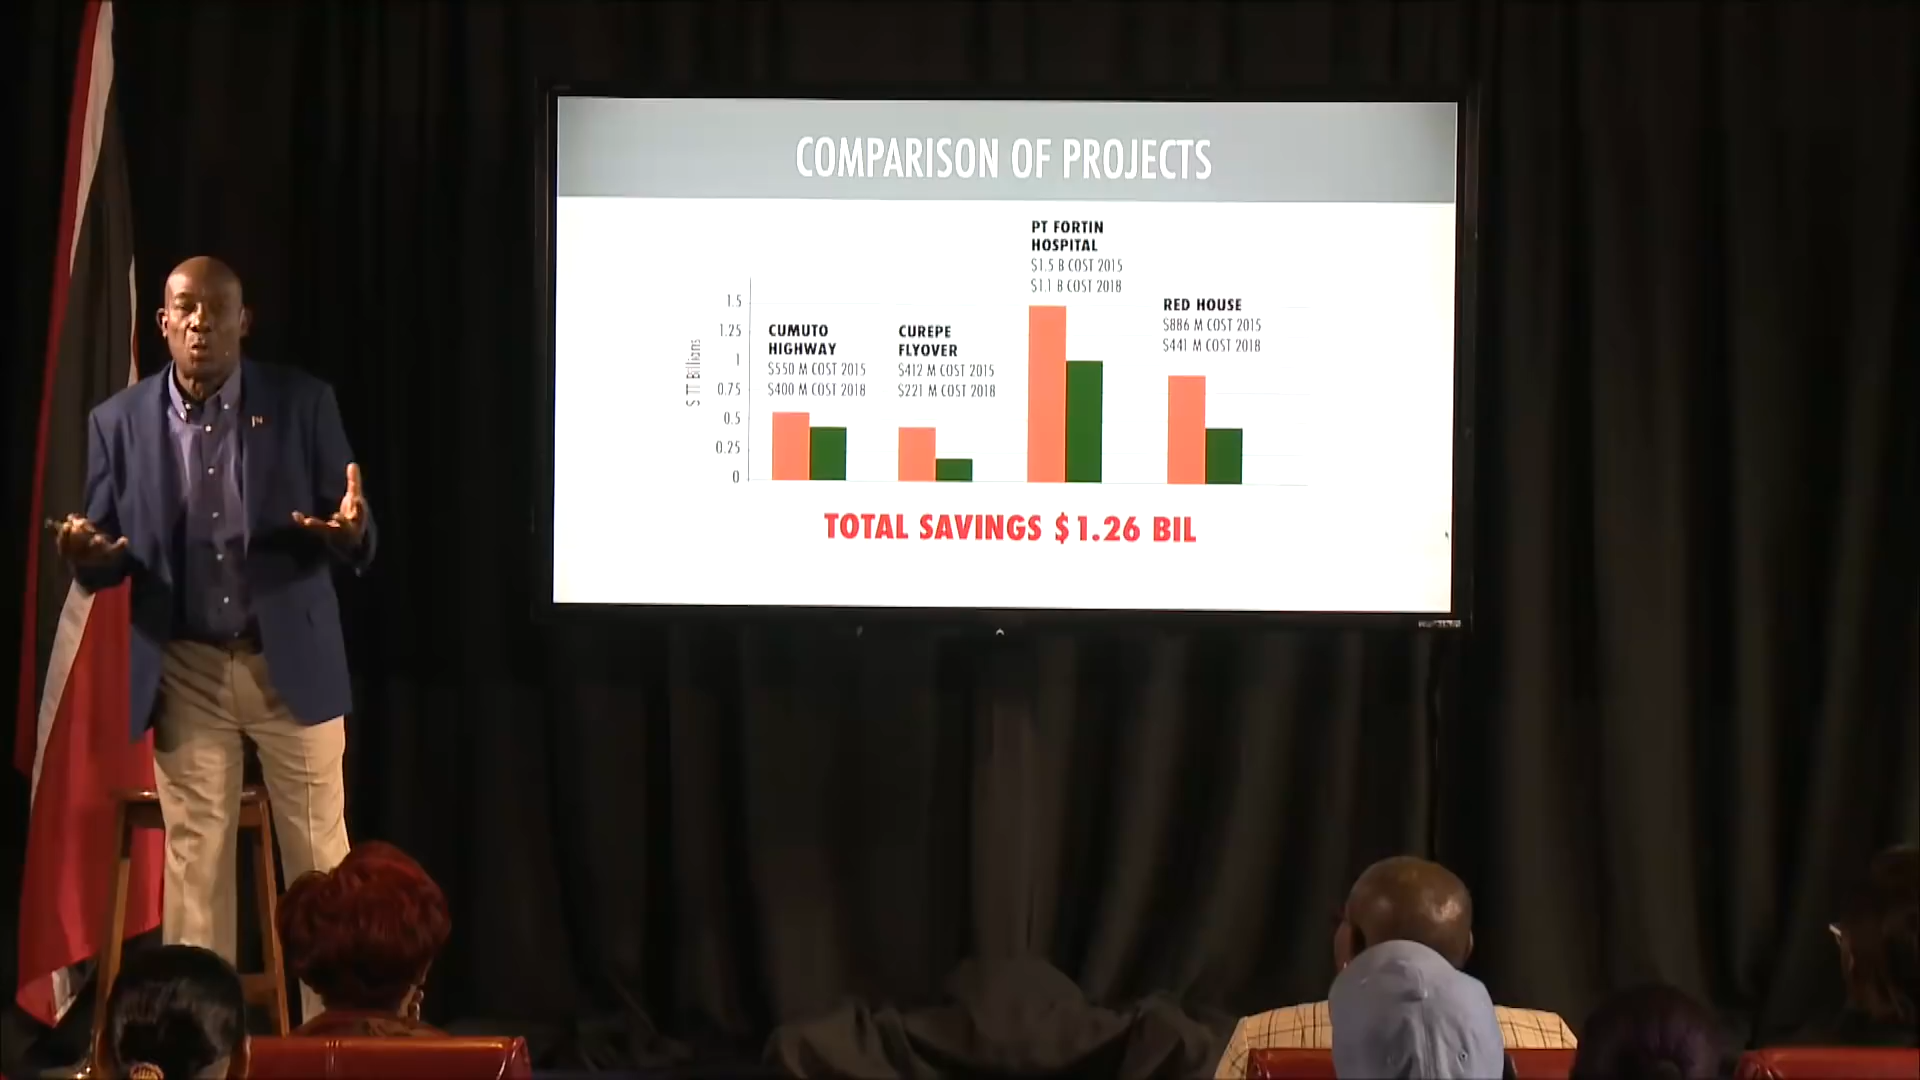 COMPARISON OF PROJECTS
PT FORTIN
HOSPITAL
$1.5 B COST 2015
$1.1 B COST 2018
RED HOUSE
$886 M COST 2015
$441 M COST 2018
CUMUTO
HIGHWAY
$550 M COST 2015
$400 M COST 2018
CUREPE
FLYOVER
$412 M COST 2015
$221 M COST 2018
$ TT Billions
1.5
1.25
1
0.75
0.5
0.25
0
TOTAL SAVINGS $1.26 BIL